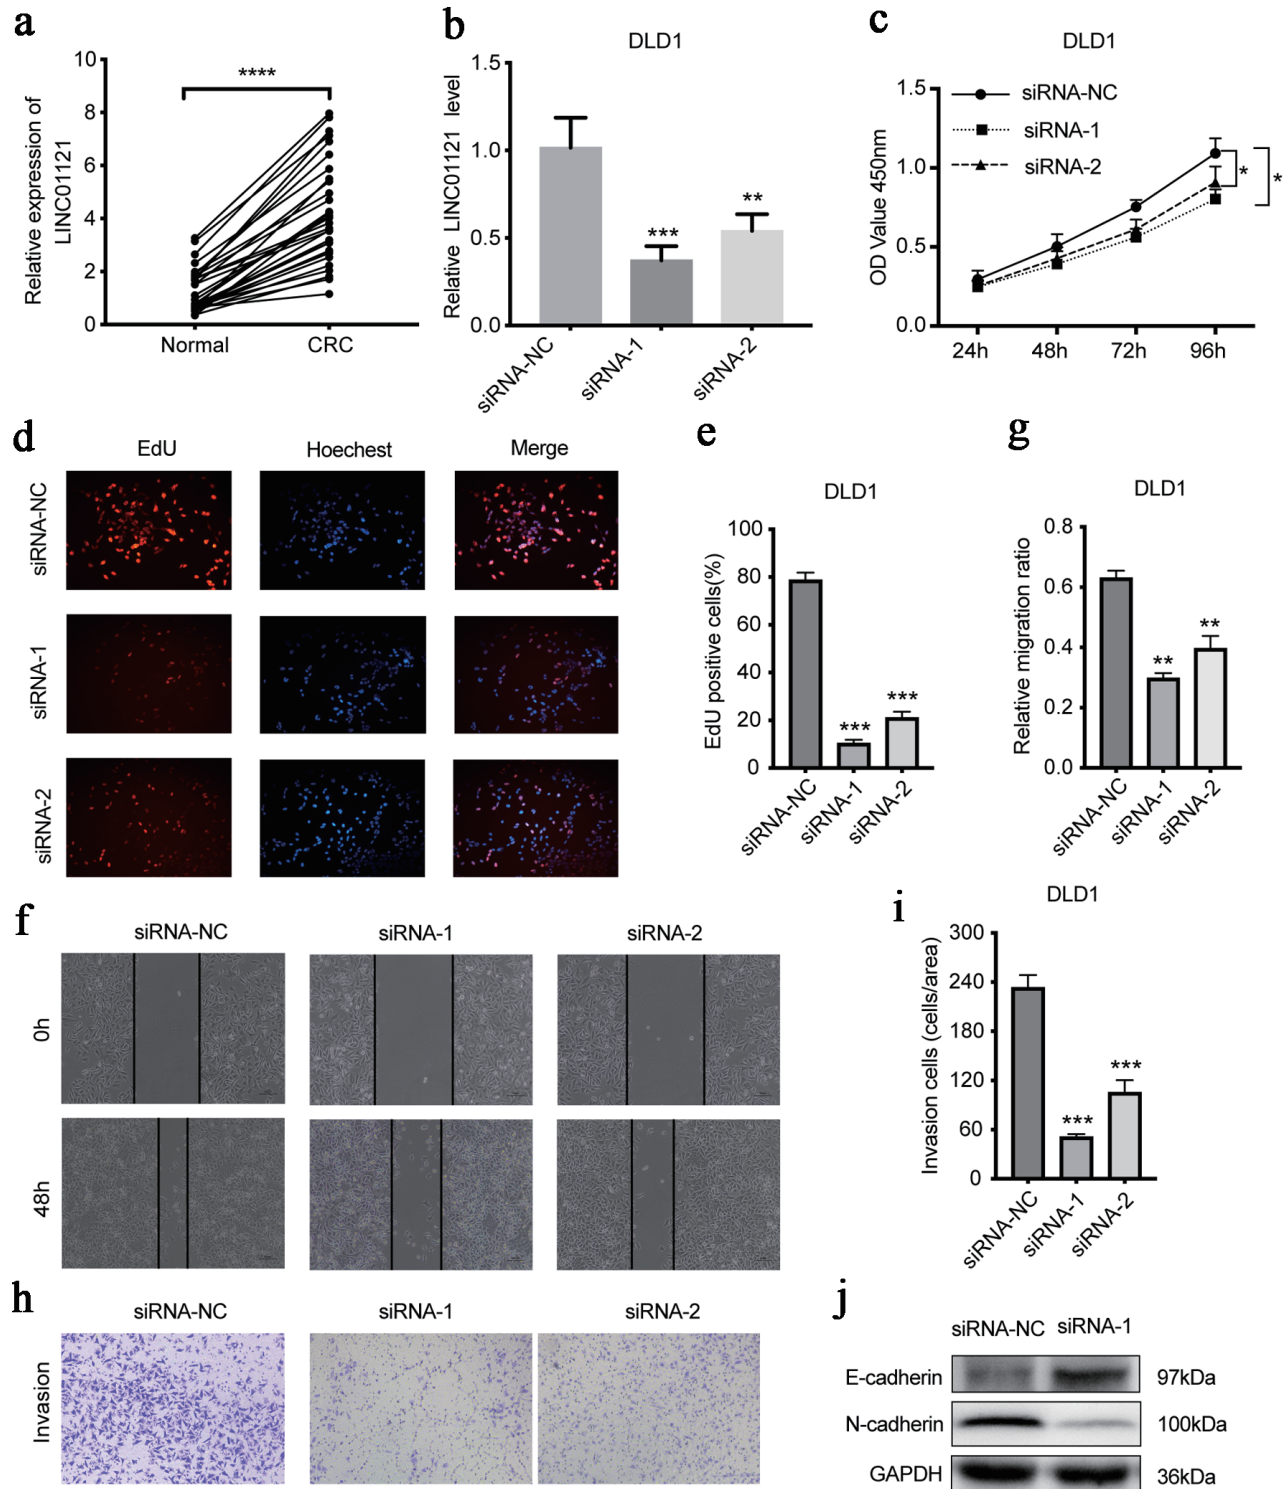 a
Relative expression of
LINC01121
10
8
6
4
2
0
****
Normal
CRC
b
DLD1
Relative LINC01121 level
1.5
1.0
0.5
0.0
***
**
siRNA-NC
siRNA-1
siRNA-2
c
DLD1
OD Value 450nm
1.5
1.0
0.5
0.0
siRNA-NC
siRNA-1
siRNA-2
*
*
24h
48h
72h
96h
d
EdU
Hoechest
Merge
siRNA-NC
siRNA-1
siRNA-2
e
DLD1
EdU positive cells(%)
100
80
60
40
20
0
***
***
siRNA-NC
siRNA-1
siRNA-2
g
DLD1
Relative migration ratio
0.8
0.6
0.4
0.2
0.0
**
**
siRNA-NC
siRNA-1
siRNA-2
f
siRNA-NC
siRNA-1
siRNA-2
0h
48h
h
siRNA-NC
siRNA-1
siRNA-2
Invasion
i
DLD1
Invasion cells (cells/area)
300
240
180
120
60
0
***
***
siRNA-NC
siRNA-1
siRNA-2
j
siRNA-NC
siRNA-1
E-cadherin
97kDa
N-cadherin
100kDa
GAPDH
36kDa